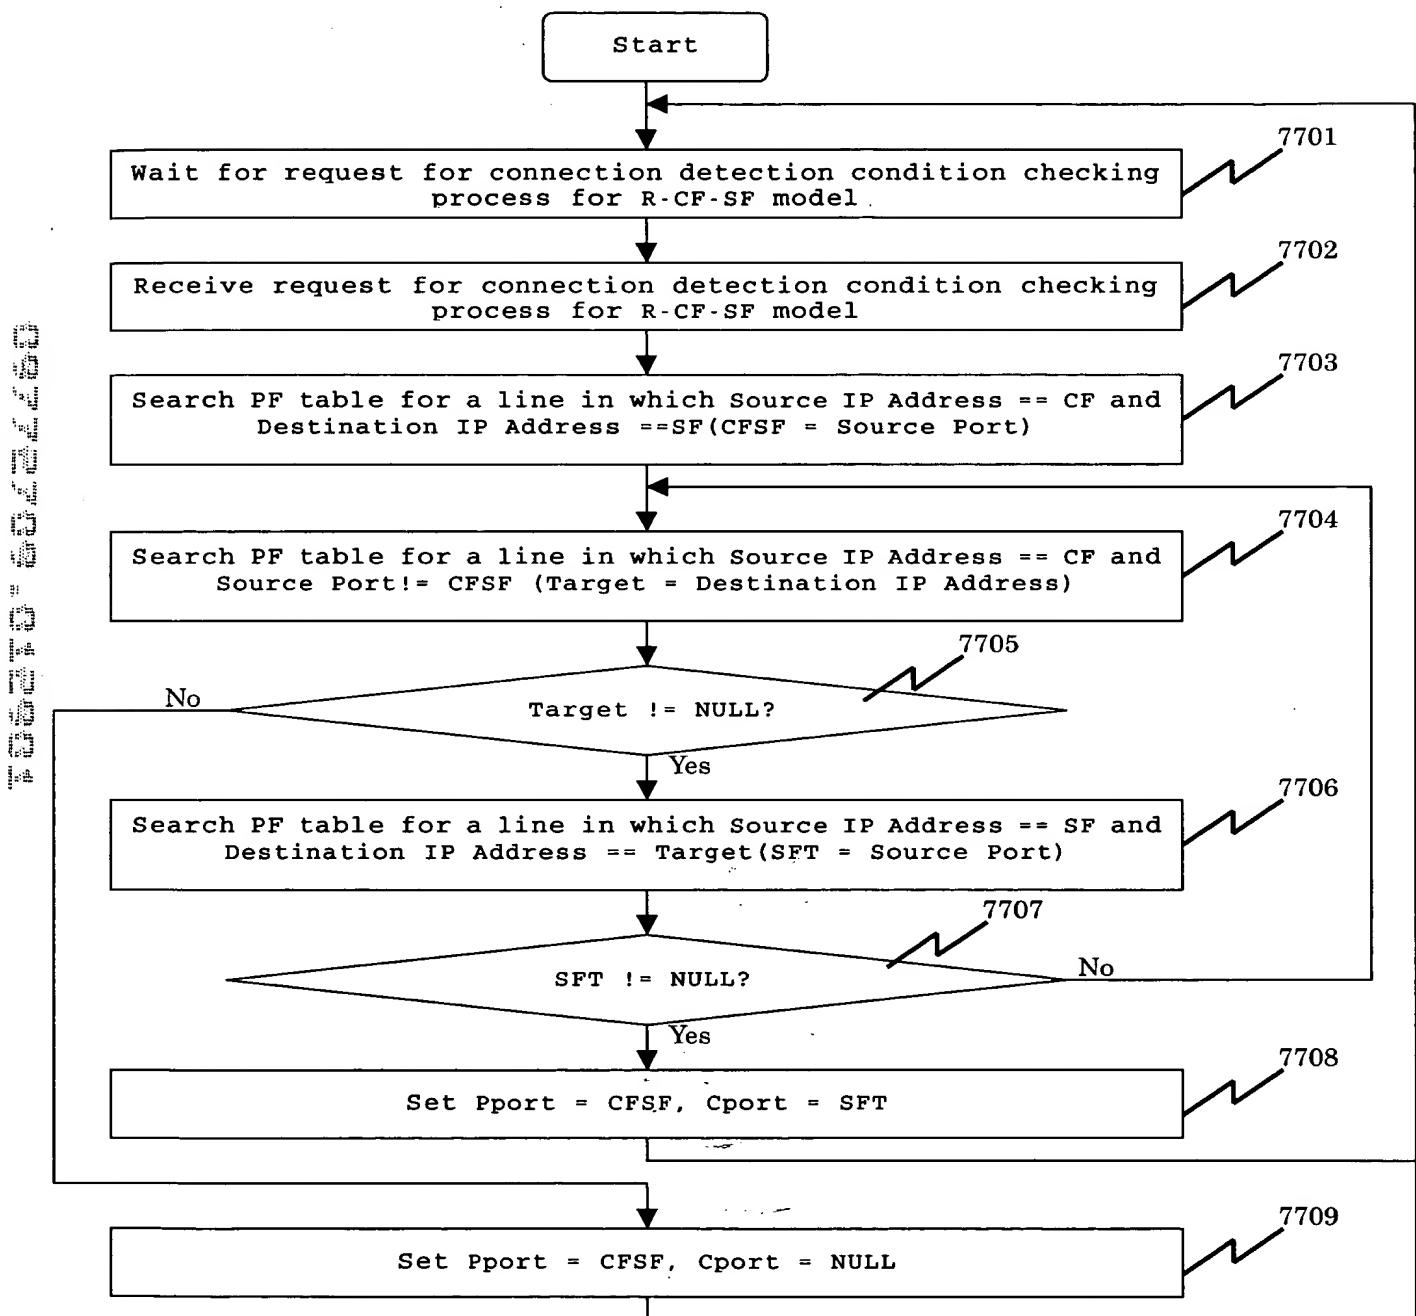 Start
7701
Wait for request for connection detection condition checking
process for R-CF-SF model
7702
Receive request for connection detection condition checking
process for R-CF-SF model
7703
Search PF table for a line in which Source IP Address == CF and
Destination IP Address ==SF(CFSF = Source Port)
7704
Search PF table for a line in which Source IP Address == CF and
Source Port!= CFSF (Target = Destination IP Address)
7705
No
Target != NULL?
Yes
7706
Search PF table for a line in which Source IP Address == SF and
Destination IP Address == Target(SFT = Source Port)
7707
SFT != NULL?
No
Yes
7708
Set Pport = CFSF, Cport = SFT
7709
Set Pport = CFSF, Cport = NULL